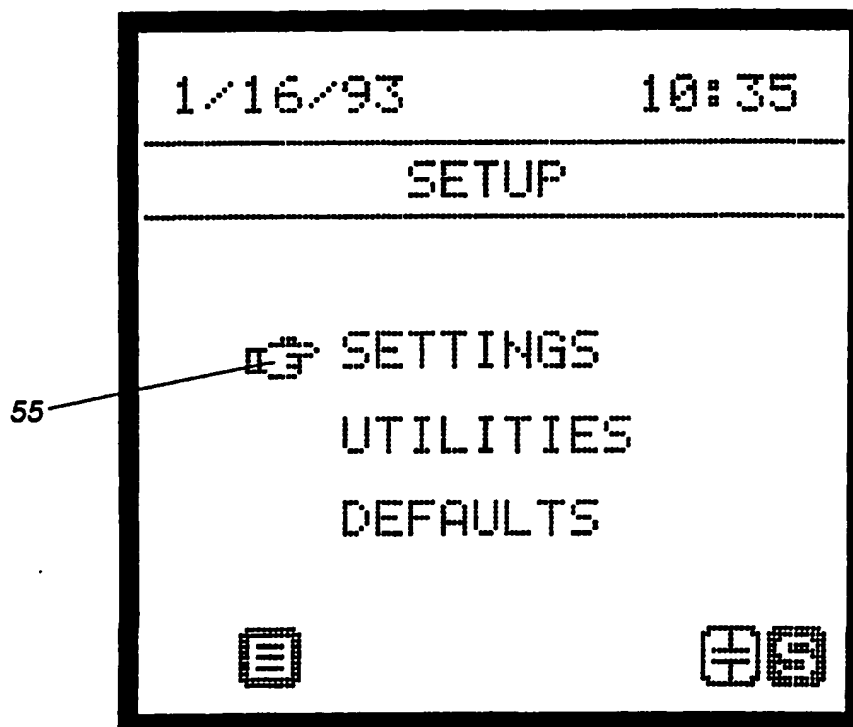 1/16/93 10:35
SETUP
SETTINGS
55
UTILITIES
DEFAULTS
S